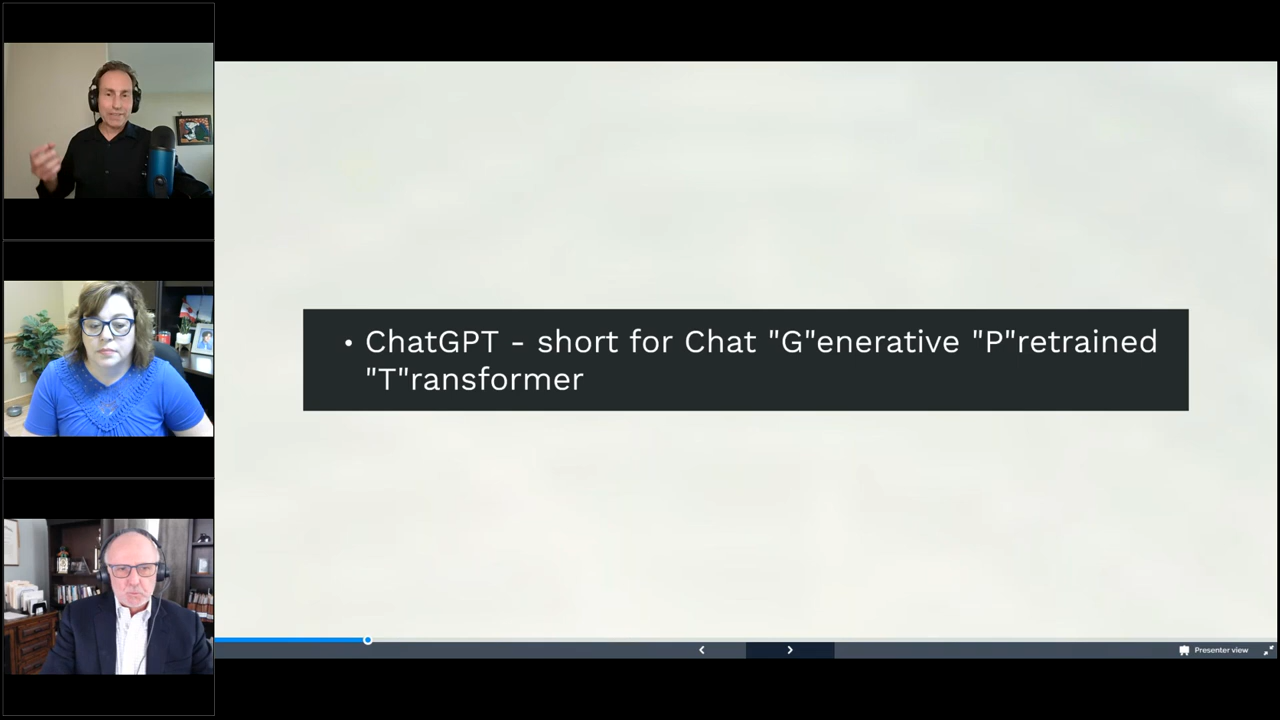 • ChatGPT - short for Chat "G"enerative "P"retrained
"T"ransformer
Presenter view